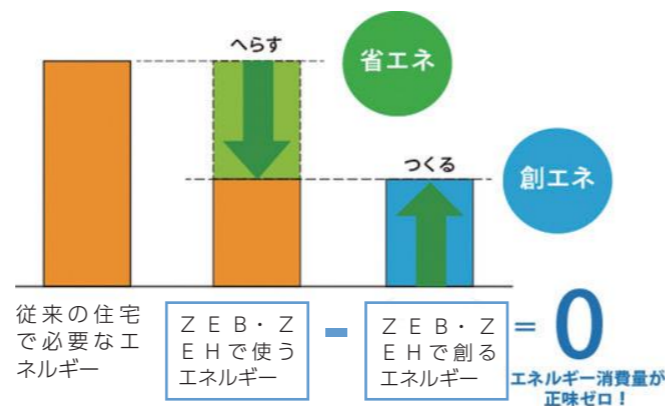 へらす
省エネ
つくる
創エネ
従来の住宅
で必要なエ
ネルギー
ＺＥＢ・Ｚ
ＥＨで使う
エネルギー
-
ＺＥＢ・Ｚ
ＥＨで創る
エネルギー
= 0
エネルギー消費量が
正味ゼロ！